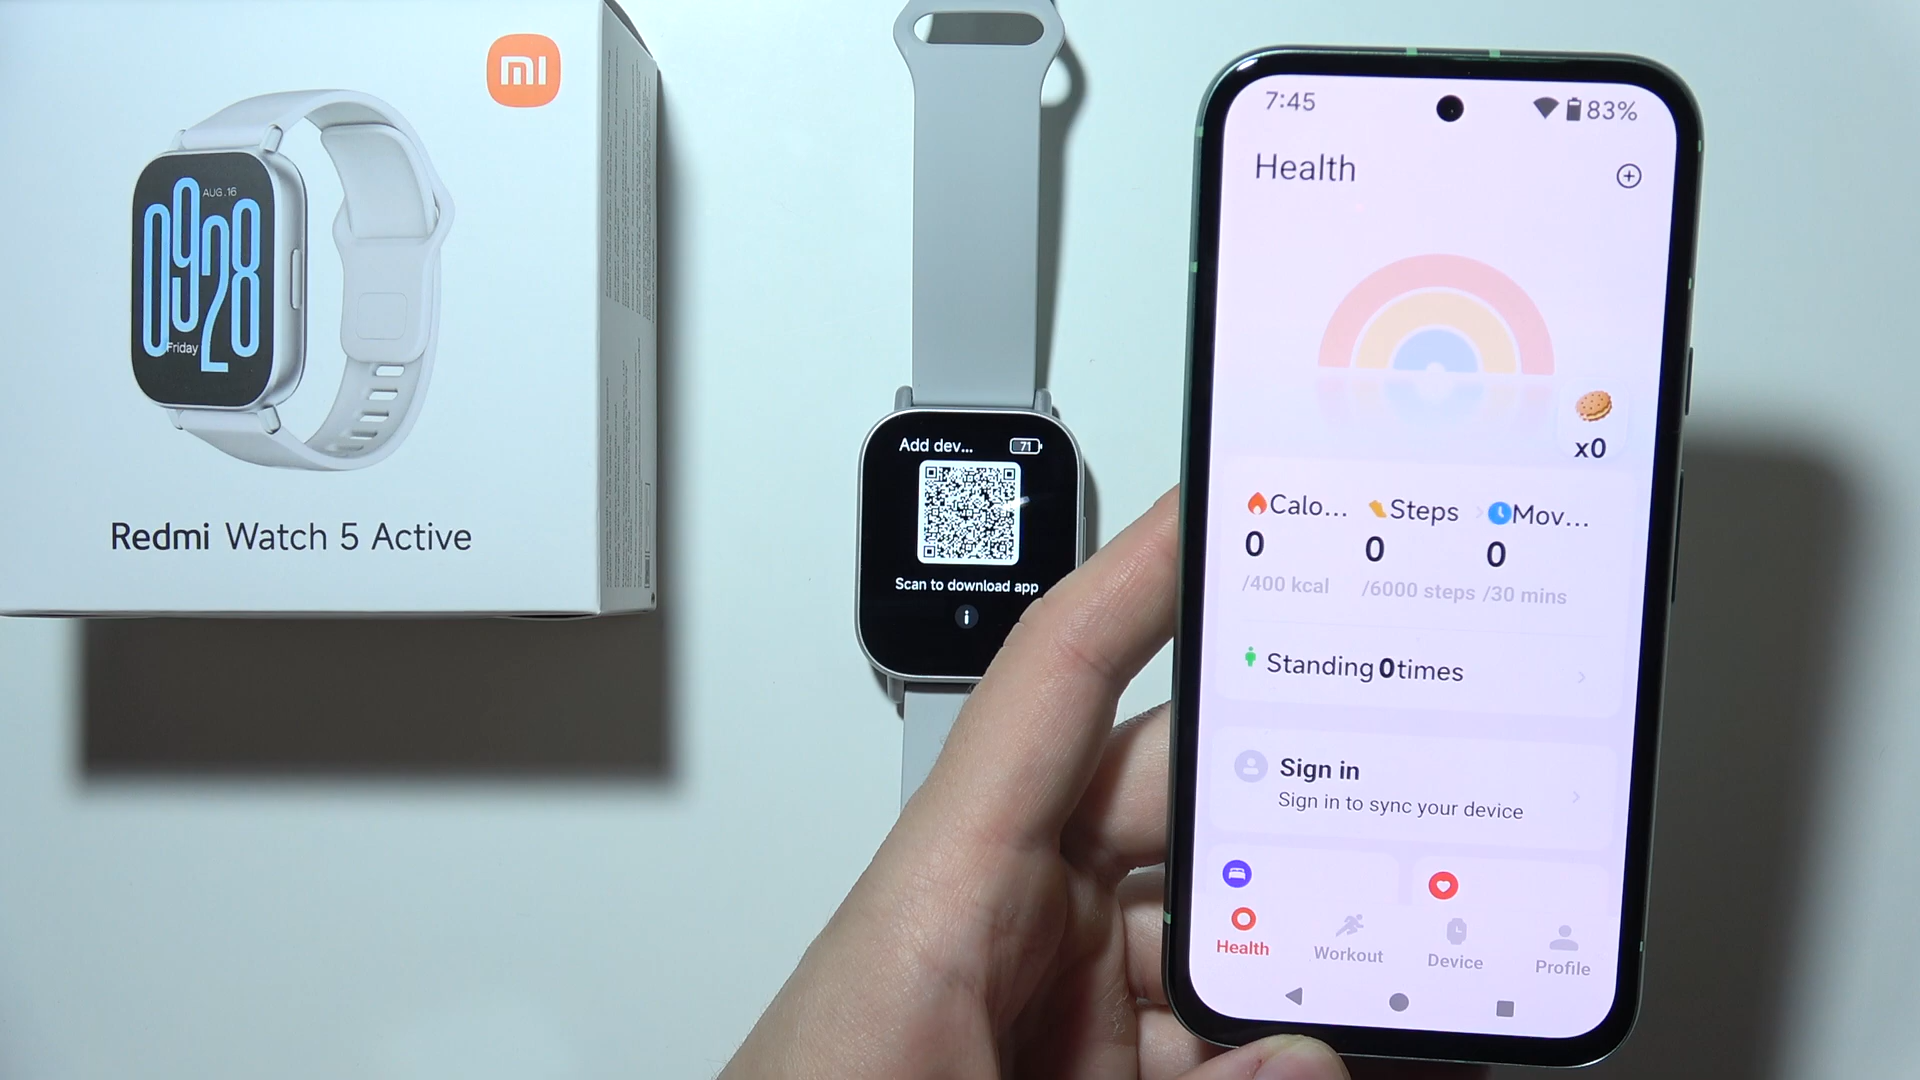 mi
AUG.16
0928
Friday
Redmi Watch 5 Active
Add dev... 71
Scan to download app
i
7:45 83%
Health
x0
Calo... Steps Mov...
0 0 0
/400 kcal /6000 steps /30 mins
Standing 0 times
Sign in
Sign in to sync your device
Health Workout Device Profile